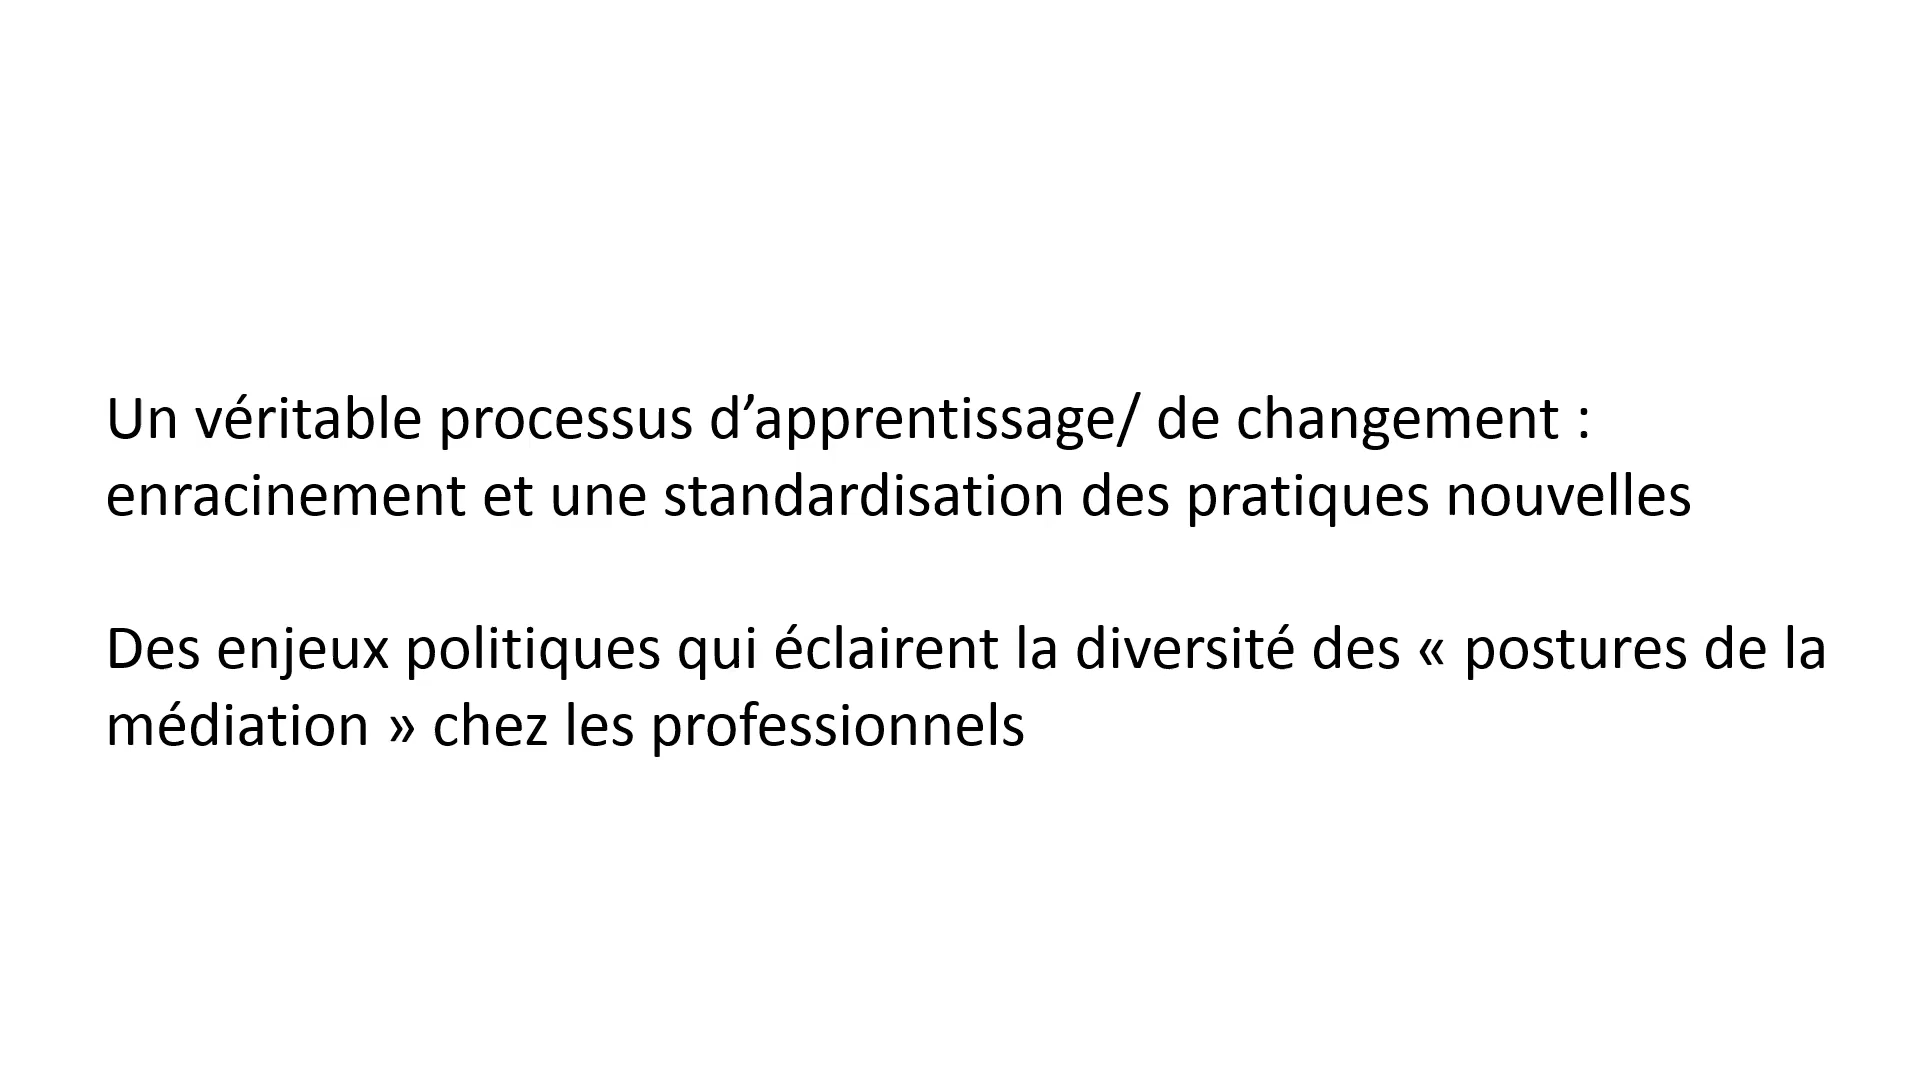 Un véritable processus d’apprentissage/ de changement :
enracinement et une standardisation des pratiques nouvelles
Des enjeux politiques qui éclairent la diversité des « postures de la
médiation » chez les professionnels